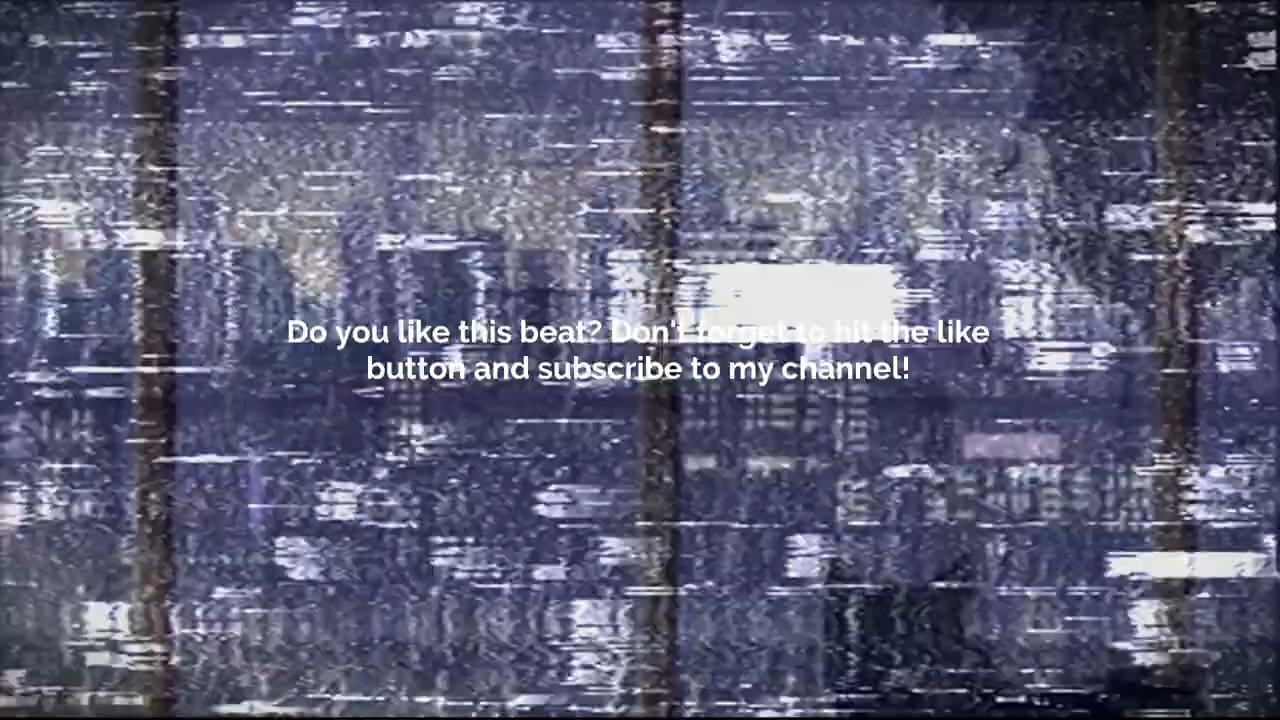 Do you like this beat? Don't forget to hit the like
button and subscribe to my channel!